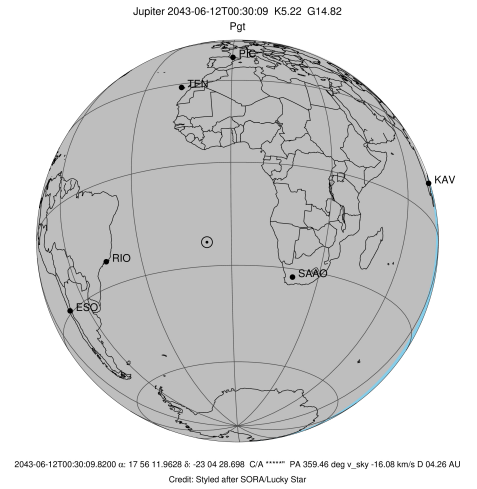 Jupiter 2043-06-12T00:30:09 K5.22 G14.82
Pgt
PIC
TEN
KAV
RIO
SAAO
ESO
2043-06-12T00:30:09.8200 α: 17 56 11.9628 δ: -23 04 28.698 C/A *****" PA 359.46 deg v_sky -16.08 km/s D 04.26 AU
Credit: Styled after SORA/Lucky Star